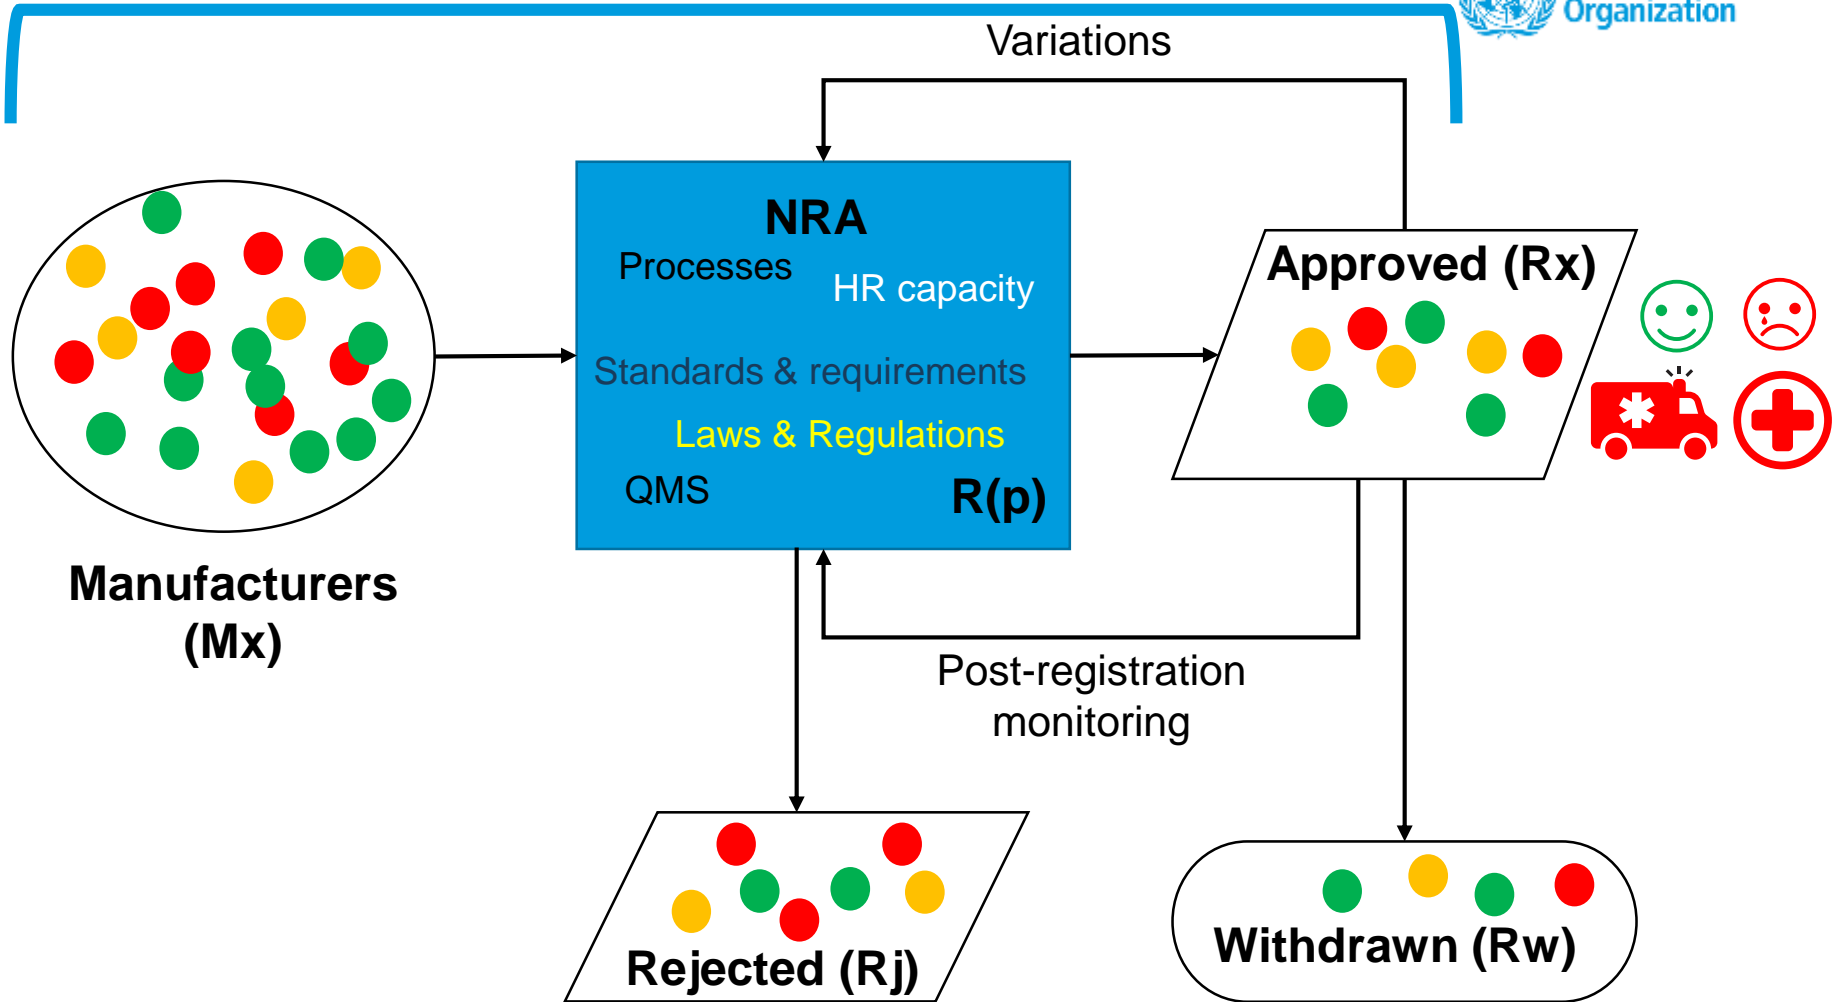 Organization
Variations
NRA
Processes
HR capacity
Standards & requirements
Laws & Regulations
QMS
R(p)
Approved (Rx)
Manufacturers
(Mx)
Post-registration
monitoring
Rejected (Rj)
Withdrawn (Rw)